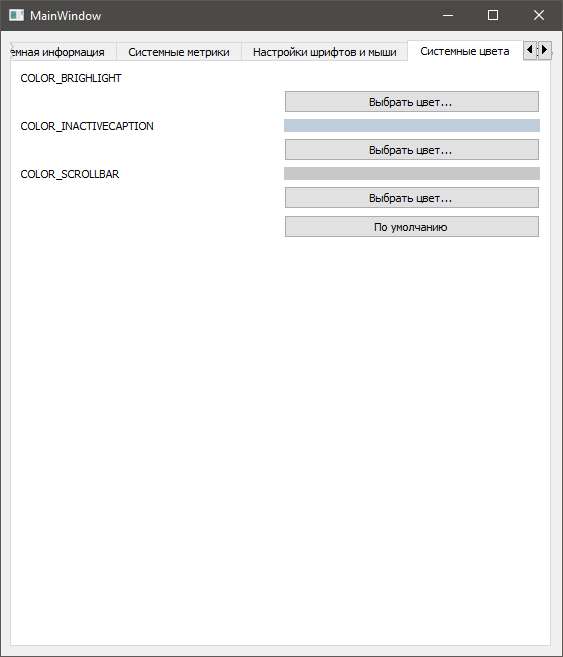 MainWindow
емная информация
Системные метрики
Настройки шрифтов и мыши
Системные цвета
COLOR_BRIGHLIGHT
Выбрать цвет...
COLOR_INACTIVECAPTION
Выбрать цвет...
COLOR_SCROLLBAR
Выбрать цвет...
По умолчанию